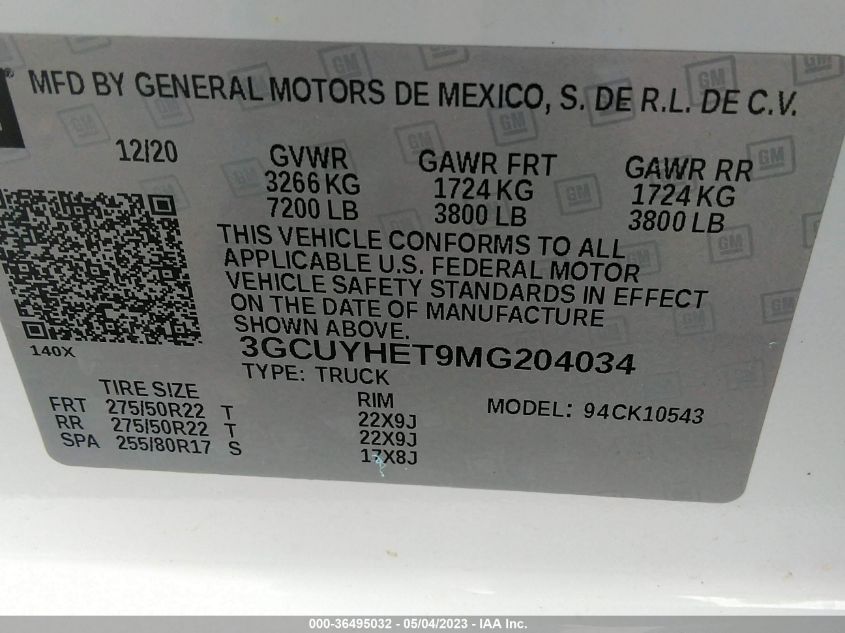 MFD BY GENERAL MOTORS DE MEXICO, S. DE R.L. DE C.V.
12/20
GVWR
3266 KG
7200 LB
GAWR FRT
1724 KG
3800 LB
GAWR RR
1724 KG
3800 LB
THIS VEHICLE CONFORMS TO ALL
APPLICABLE U.S. FEDERAL MOTOR
VEHICLE SAFETY STANDARDS IN EFFECT
ON THE DATE OF MANUFACTURE
SHOWN ABOVE.
140X
3GCUYHET9MG204034
TYPE: TRUCK
MODEL: 94CK10543
TIRE SIZE RIM
FRT 275/50R22 T 22X9J
RR 275/50R22 T 22X9J
SPA 255/80R17 S 17X8J
000-36495032 - 05/04/2023 - IAA Inc.